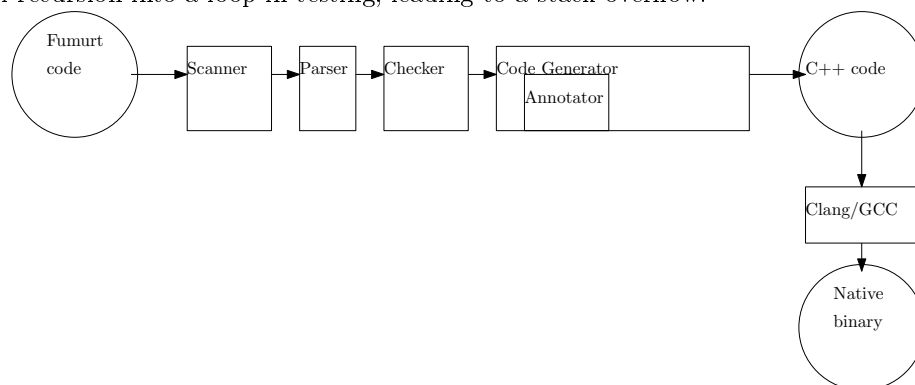 recursion into a loop in testing, leading to a stack overflow.
Fumurt
code
Scanner
Parser
Checker
Code Generator
Annotator
C++ code
Clang/GCC
Native
binary